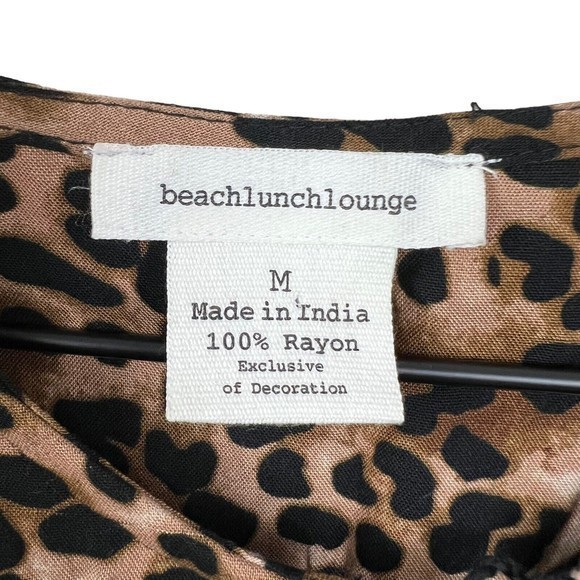 beachlunchlounge
M
Made in India
100% Rayon
Exclusive
of Decoration